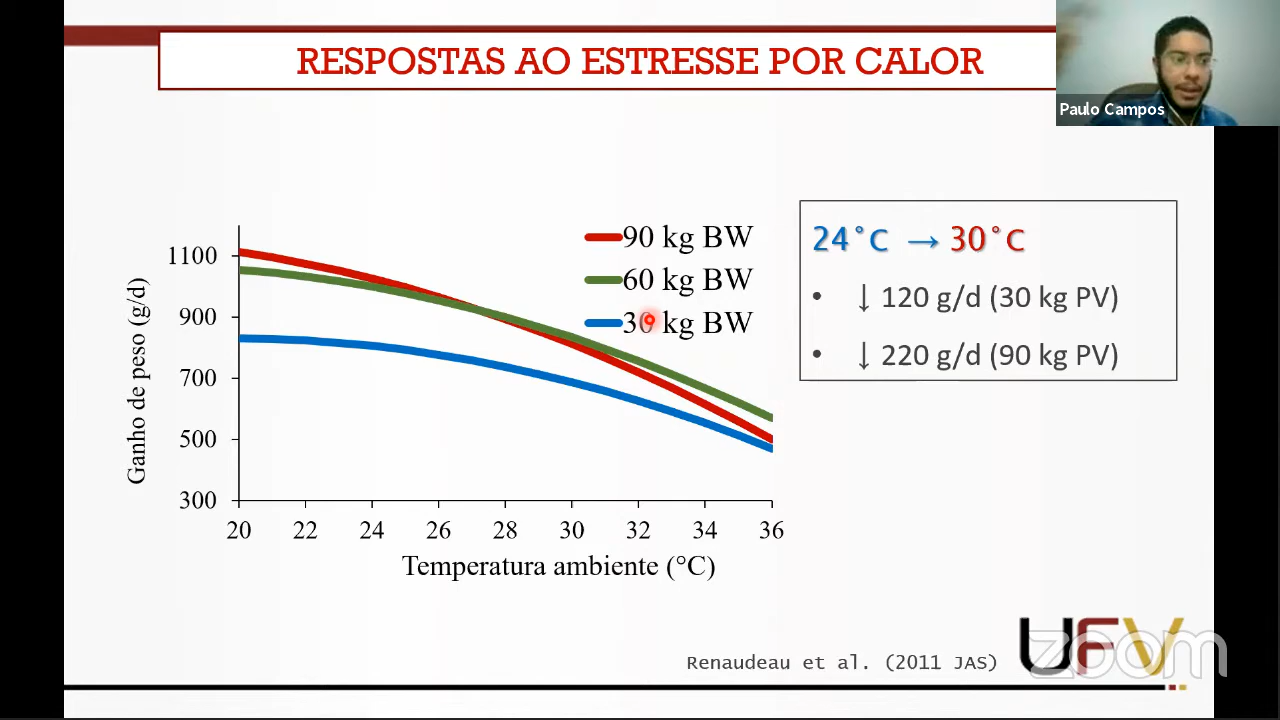 RESPOSTAS AO ESTRESSE POR CALOR
Paulo Campos
90 kg BW
60 kg BW
30 kg BW
Ganho de peso (g/d)
1100
900
700
500
300
20 22 24 26 28 30 32 34 36
Temperatura ambiente (°C)
24°C → 30°C
• ↓ 120 g/d (30 kg PV)
• ↓ 220 g/d (90 kg PV)
Renaudeau et al. (2011 JAS)
UFV
zoom